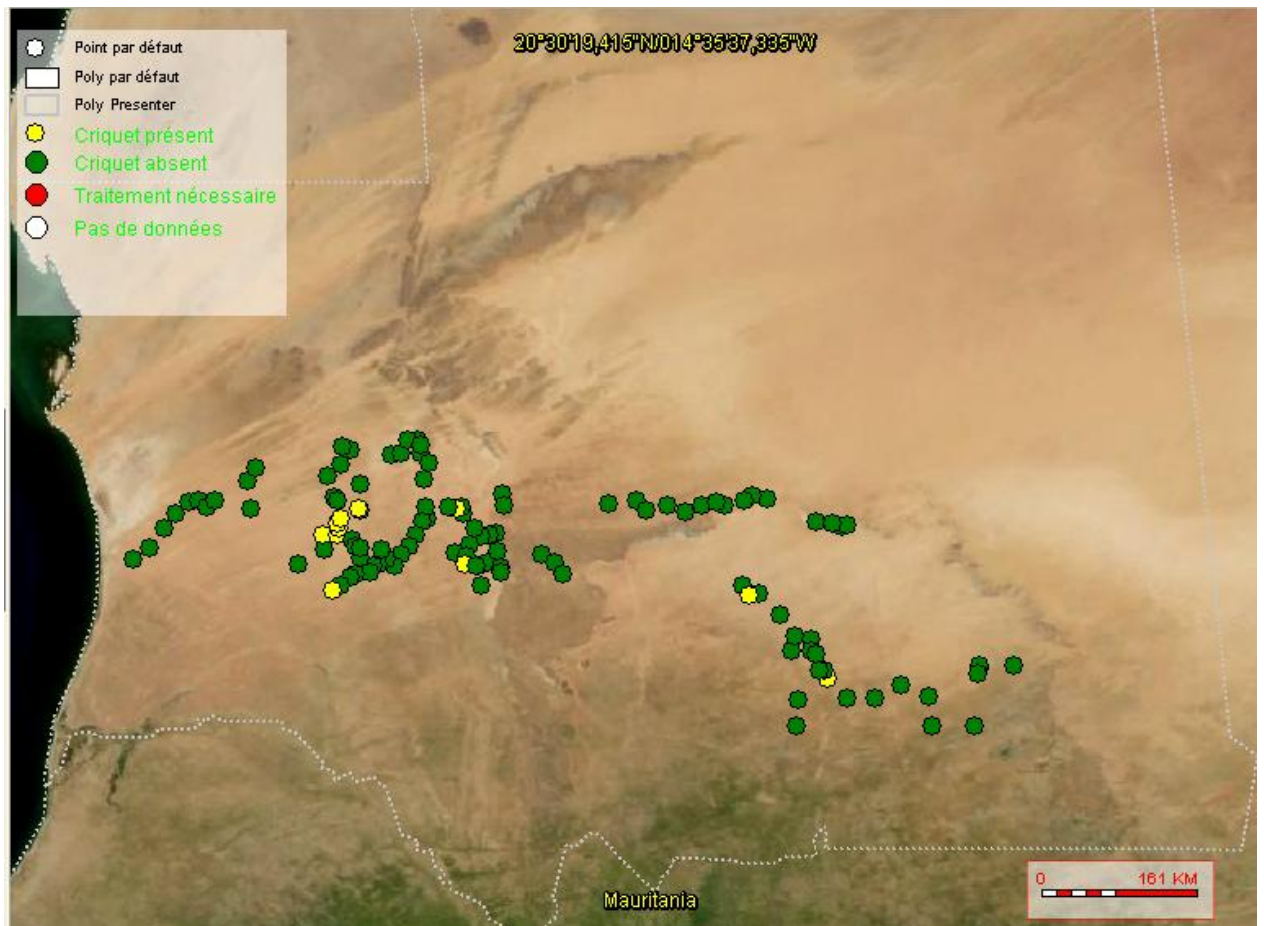 20°30'19,415"N/014°35'37,335"W
Point par défaut
Poly par défaut
Poly Presenter
Criquet présent
Criquet absent
Traitement nécessaire
Pas de données
0 161 KM
Mauritania